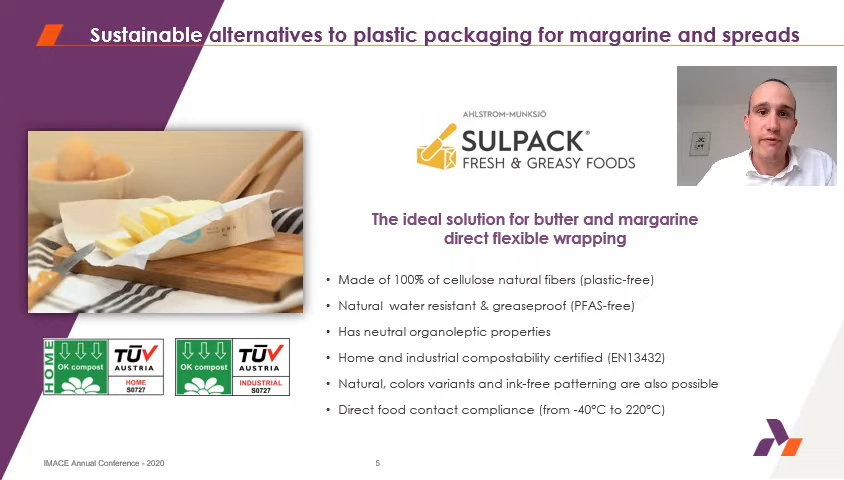 Sustainable alternatives to plastic packaging for margarine and spreads
AHLSTROM-MUNKSJÖ
SULPACK®
FRESH & GREASY FOODS
The ideal solution for butter and margarine
direct flexible wrapping
• Made of 100% of cellulose natural fibers (plastic-free)
• Natural water resistant & greaseproof (PFAS-free)
• Has neutral organoleptic properties
• Home and industrial compostability certified (EN13432)
• Natural, colors variants and ink-free patterning are also possible
• Direct food contact compliance (from -40°C to 220°C)
HOME
OK compost
TÜV
AUSTRIA
HOME
S0727
OK compost
TÜV
AUSTRIA
INDUSTRIAL
S0727
IMACE Annual Conference - 2020
5